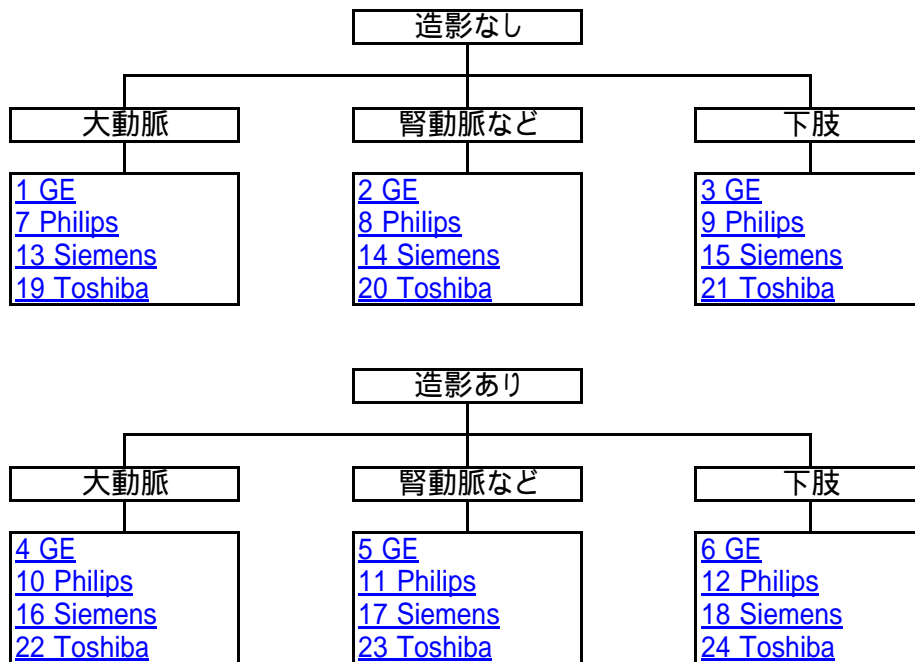 造影なし
大動脈
腎動脈など
下肢
1 GE
7 Philips
13 Siemens
19 Toshiba
2 GE
8 Philips
14 Siemens
20 Toshiba
3 GE
9 Philips
15 Siemens
21 Toshiba
造影あり
大動脈
腎動脈など
下肢
4 GE
10 Philips
16 Siemens
22 Toshiba
5 GE
11 Philips
17 Siemens
23 Toshiba
6 GE
12 Philips
18 Siemens
24 Toshiba